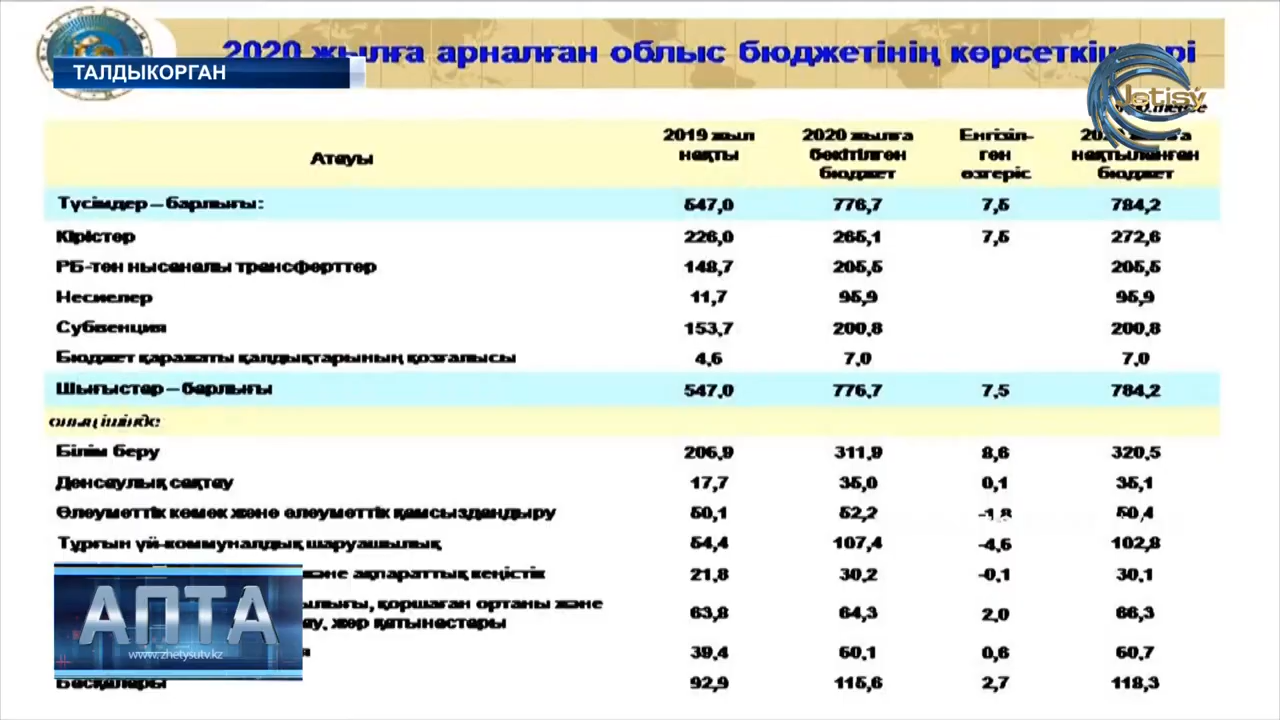 2020 жылға арналған облыс бюджетінің
ТАЛДЫКОРГАН
Jetisý
Атауы
2019 жыл нақты
2020 жылға бекітілген бюджет
Енгізіл-ген өзгеріс
нақтыланған бюджет
Түсімдер – барлығы: 547,0 776,7 7,5 784,2
Кірістер 226,0 265,1 7,5 272,6
РБ-тен нысаналы трансферттер 148,7 205,5 205,5
Несиелер 11,7 95,9 95,9
Субвенция 153,7 200,8 200,8
Бюджет қаражаты қалдықтарының қозғалысы 4,6 7,0 7,0
Шығыстар – барлығы 547,0 776,7 7,5 784,2
оның ішінде:
Білім беру 206,9 311,9 8,6 320,5
Денсаулық сақтау 17,7 35,0 0,1 35,1
Әлеуметтік көмек және әлеуметтік қамсыздандыру 50,1 52,2 -1,8 50,4
Тұрғын үй-коммуналдық шаруашылық 54,4 107,4 -4,6 102,8
және ақпараттық кеңістік 21,8 30,2 -0,1 30,1
қоршаған ортаны және
жер қатынастары 63,8 64,3 2,0 66,3
39,4 60,1 0,6 60,7
Басқалары 92,9 115,6 2,7 118,3
АПТА
www.zhetysutv.kz